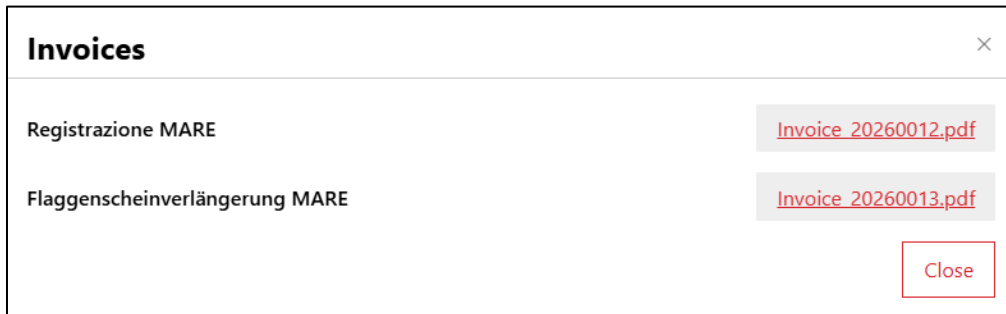 Invoices
Registrazione MARE Invoice_20260012.pdf
Flaggenscheinverlängerung MARE Invoice_20260013.pdf
Close